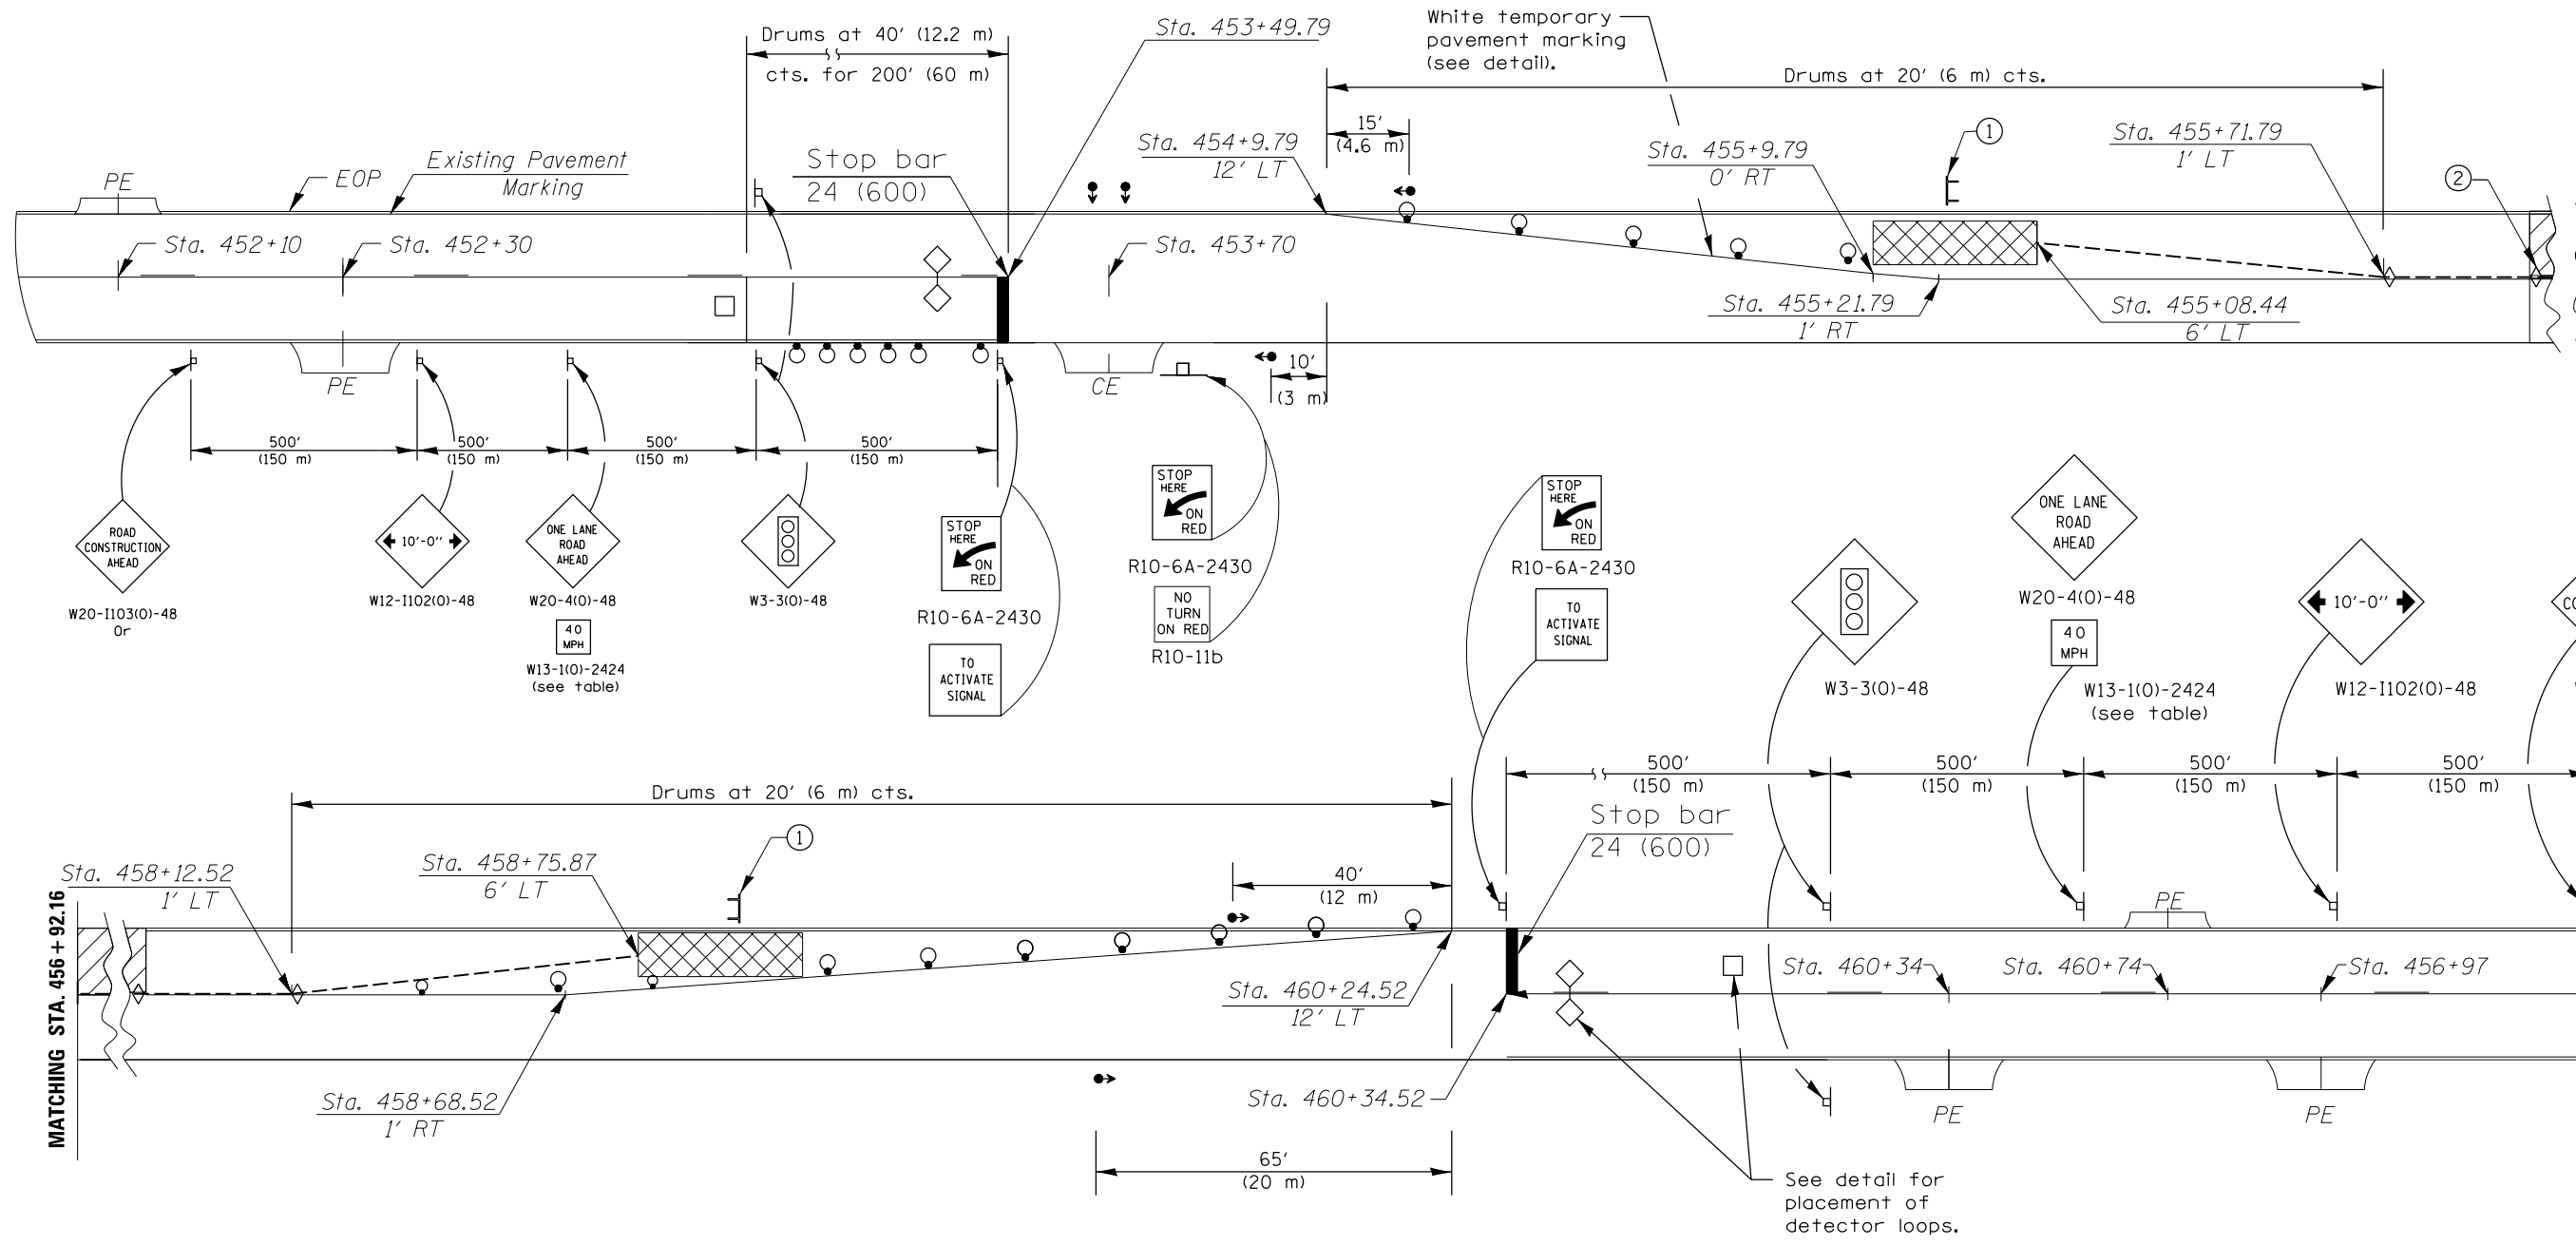 Drums at 40' (12.2 m)
cts. for 200' (60 m)
Sta. 453+49.79
White temporary
pavement marking
(see detail).
Drums at 20' (6 m) cts.
15'
(4.6 m)
Sta. 454+9.79
12' LT
Sta. 455+9.79
0' RT
1
Sta. 455+71.79
1' LT
2
PE
EOP
Existing Pavement
Marking
Stop bar
24 (600)
Sta. 452+10
Sta. 452+30
Sta. 453+70
Sta. 455+21.79
1' RT
Sta. 455+08.44
6' LT
PE
CE
10'
(3 m)
500'
(150 m)
500'
(150 m)
500'
(150 m)
500'
(150 m)
ROAD
CONSTRUCTION
AHEAD
W20-I103(0)-48
Or
10'-0''
W12-I102(0)-48
ONE LANE
ROAD
AHEAD
W20-4(0)-48
40
MPH
W13-1(0)-2424
(see table)
W3-3(0)-48
STOP
HERE
ON
RED
R10-6A-2430
TO
ACTIVATE
SIGNAL
STOP
HERE
ON
RED
R10-6A-2430
NO
TURN
ON RED
R10-11b
STOP
HERE
ON
RED
R10-6A-2430
TO
ACTIVATE
SIGNAL
W3-3(0)-48
ONE LANE
ROAD
AHEAD
W20-4(0)-48
40
MPH
W13-1(0)-2424
(see table)
10'-0''
W12-I102(0)-48
500'
(150 m)
500'
(150 m)
500'
(150 m)
500'
(150 m)
Drums at 20' (6 m) cts.
Stop bar
24 (600)
MATCHING STA. 456+92.16
Sta. 458+12.52
1' LT
Sta. 458+75.87
6' LT
1
40'
(12 m)
PE
Sta. 460+24.52
12' LT
Sta. 460+34
Sta. 460+74
Sta. 456+97
Sta. 458+68.52
1' RT
Sta. 460+34.52
PE
PE
65'
(20 m)
See detail for
placement of
detector loops.